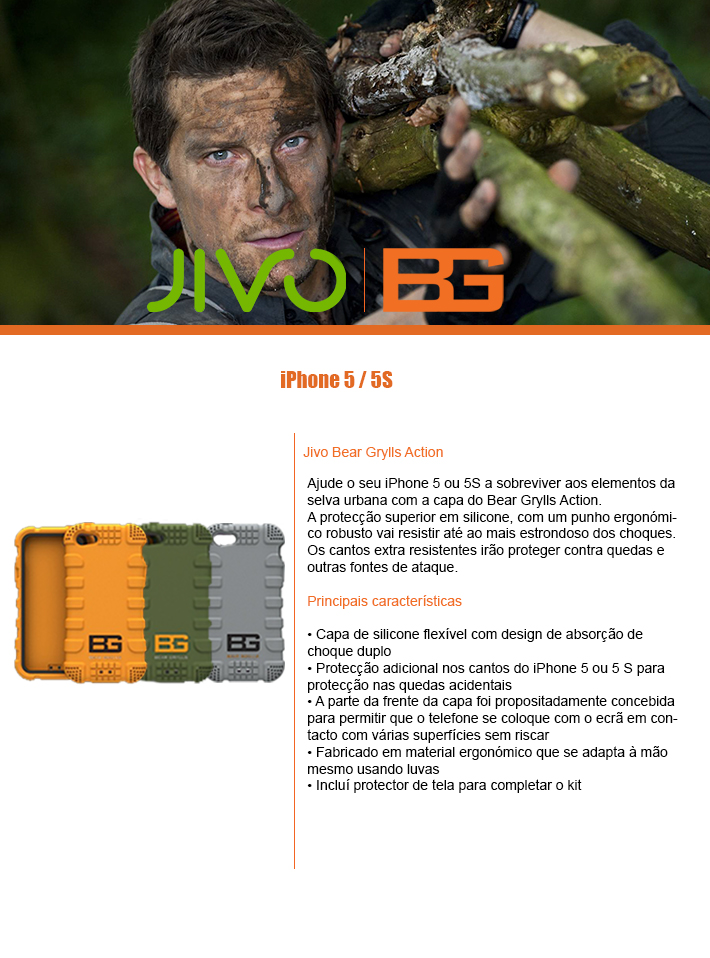 JIVO BG
iPhone 5 / 5S
Jivo Bear Grylls Action
Ajude o seu iPhone 5 ou 5S a sobreviver aos elementos da
selva urbana com a capa do Bear Grylls Action.
A protecção superior em silicone, com um punho ergonómi-
co robusto vai resistir até ao mais estrondoso dos choques.
Os cantos extra resistentes irão proteger contra quedas e
outras fontes de ataque.
BG BG BG
BEAR GRYLLS
Principais características
• Capa de silicone flexível com design de absorção de
choque duplo
• Protecção adicional nos cantos do iPhone 5 ou 5 S para
protecção nas quedas acidentais
• A parte da frente da capa foi propositadamente concebida
para permitir que o telefone se coloque com o ecrã em con-
tacto com várias superfícies sem riscar
• Fabricado em material ergonómico que se adapta à mão
mesmo usando luvas
• Incluí protector de tela para completar o kit